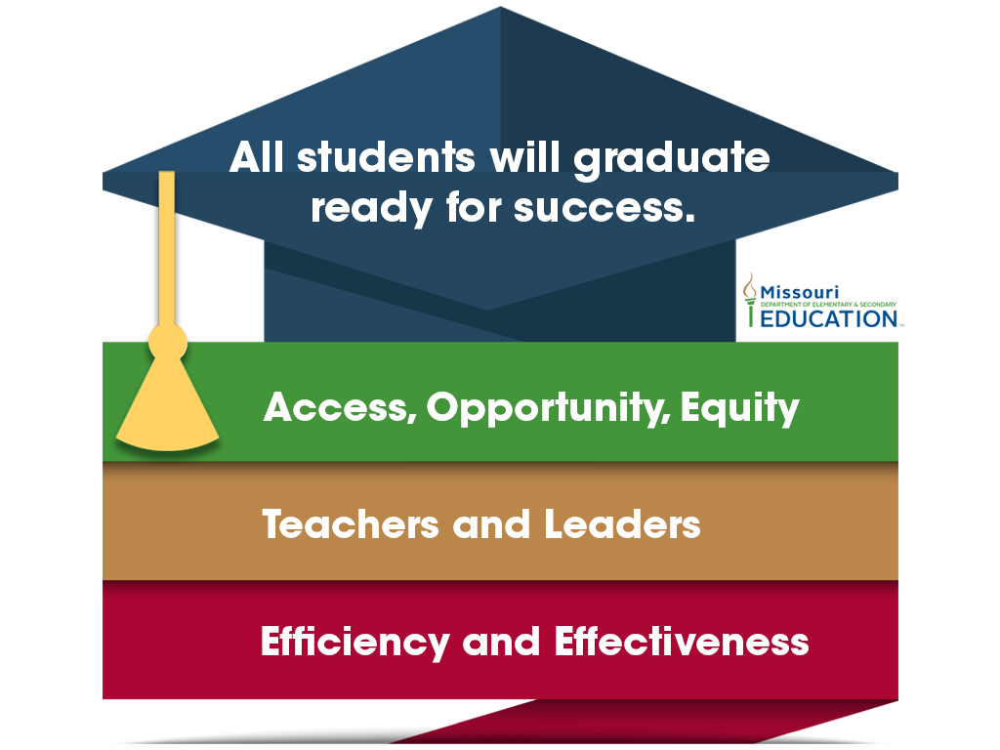 All students will graduate
ready for success.
Missouri
DEPARTMENT OF ELEMENTARY & SECONDARY
EDUCATION
Access, Opportunity, Equity
Teachers and Leaders
Efficiency and Effectiveness